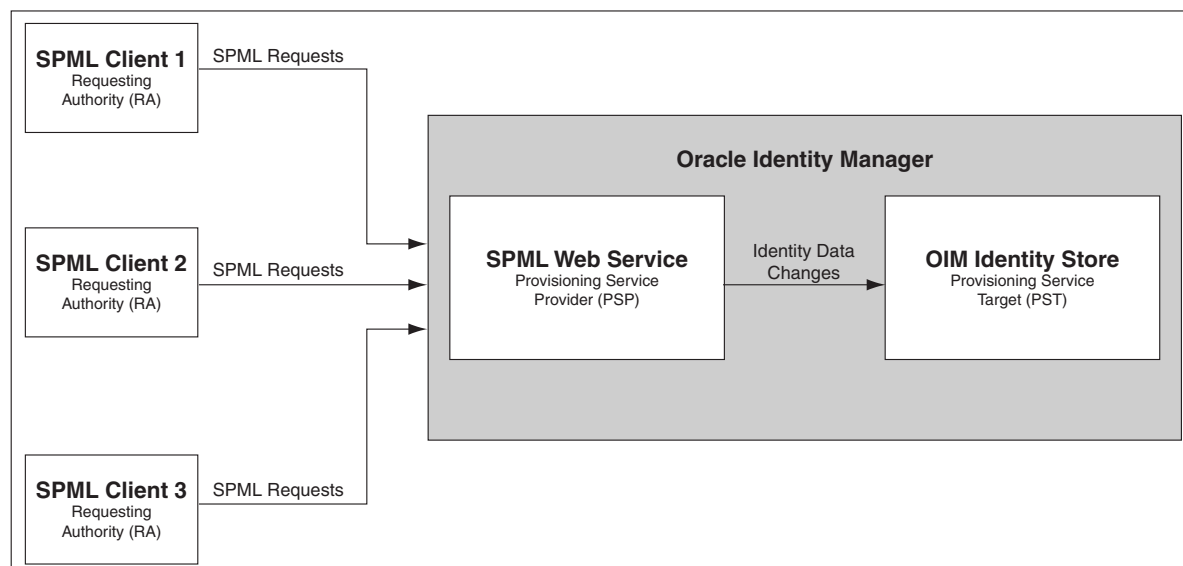 SPML Client 1
Requesting
Authority (RA)
SPML Requests
Oracle Identity Manager
SPML Client 2
Requesting
Authority (RA)
SPML Requests
SPML Web Service
Provisioning Service
Provider (PSP)
Identity Data
Changes
OIM Identity Store
Provisioning Service
Target (PST)
SPML Client 3
Requesting
Authority (RA)
SPML Requests